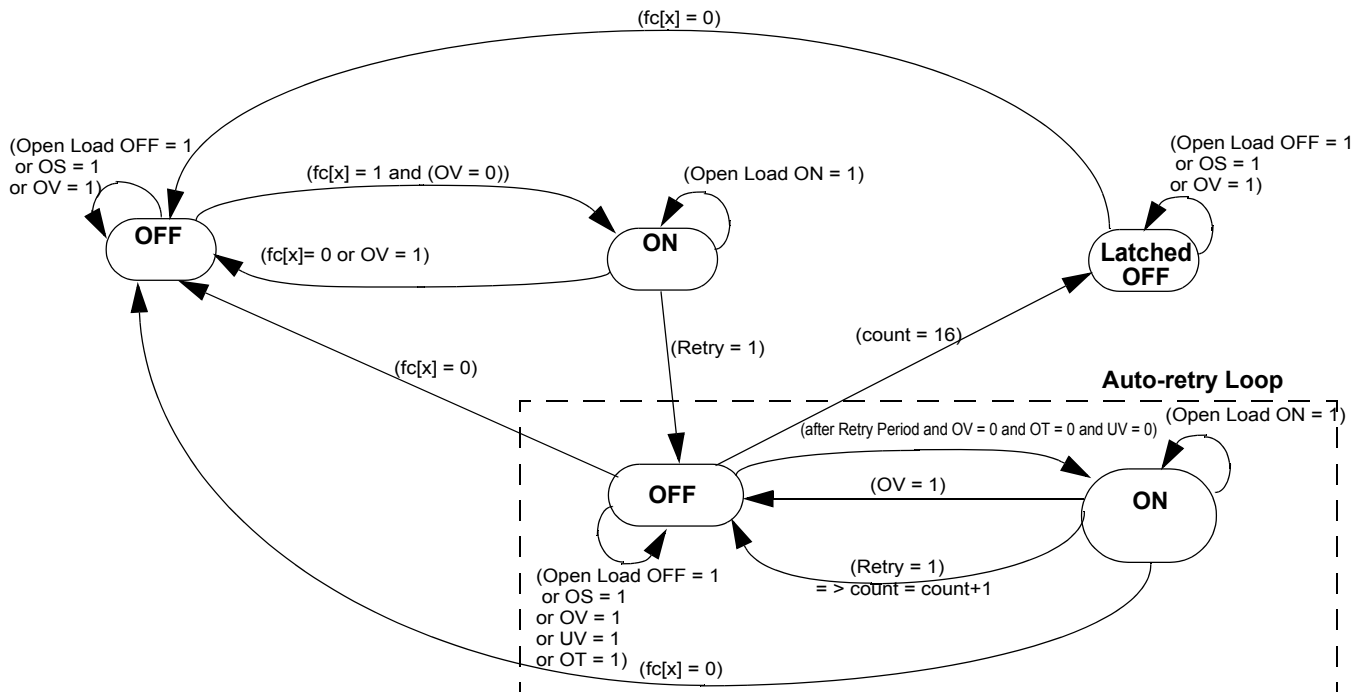 (fc[x] = 0)
(Open Load OFF = 1
or OS = 1
or OV = 1)
(fc[x] = 1 and (OV = 0))
(Open Load ON = 1)
(Open Load OFF = 1
or OS = 1
or OV = 1)
OFF
ON
Latched
OFF
(fc[x]= 0 or OV = 1)
(Retry = 1)
(count = 16)
(fc[x] = 0)
Auto-retry Loop
(Open Load ON = 1)
(after Retry Period and OV = 0 and OT = 0 and UV = 0)
OFF
(OV = 1)
ON
(Retry = 1)
= > count = count+1
(Open Load OFF = 1
or OS = 1
or OV = 1
or UV = 1
or OT = 1)
(fc[x] = 0)